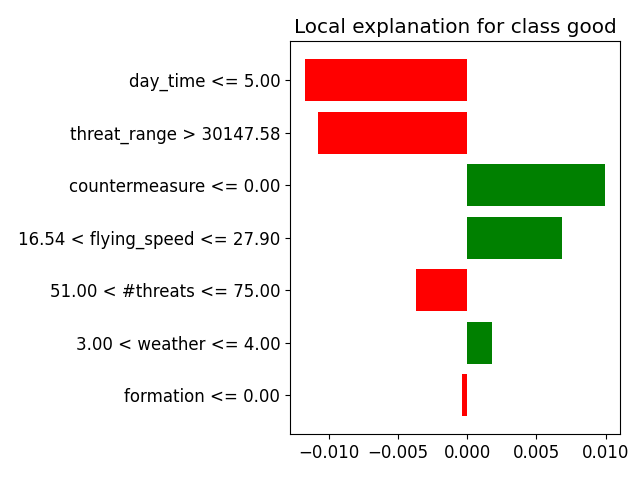 Local explanation for class good
day_time <= 5.00
threat_range > 30147.58
countermeasure <= 0.00
16.54 < flying_speed <= 27.90
51.00 < #threats <= 75.00
3.00 < weather <= 4.00
formation <= 0.00
−0.010 −0.005 0.000 0.005 0.010